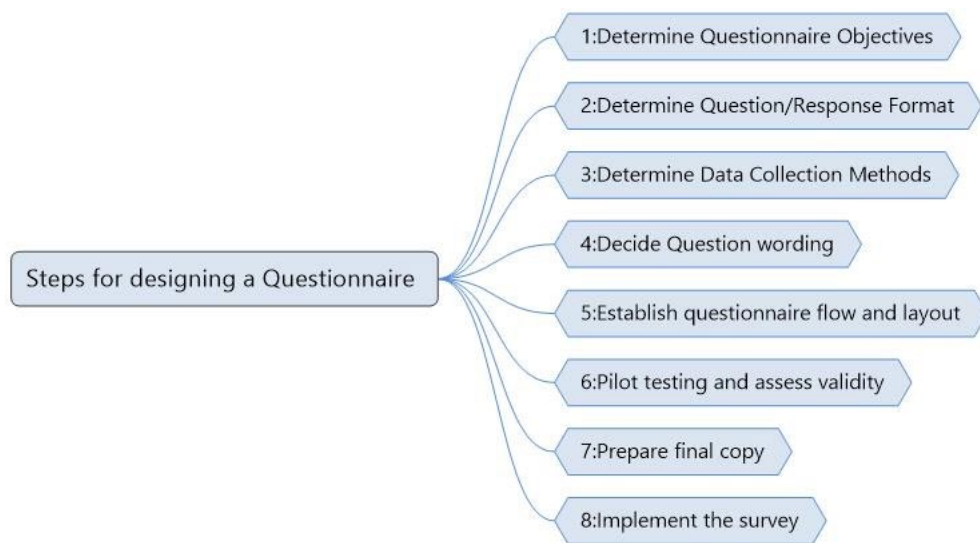 1:Determine Questionnaire Objectives
2:Determine Question/Response Format
3:Determine Data Collection Methods
4:Decide Question wording
Steps for designing a Questionnaire
5:Establish questionnaire flow and layout
6:Pilot testing and assess validity
7:Prepare final copy
8:Implement the survey